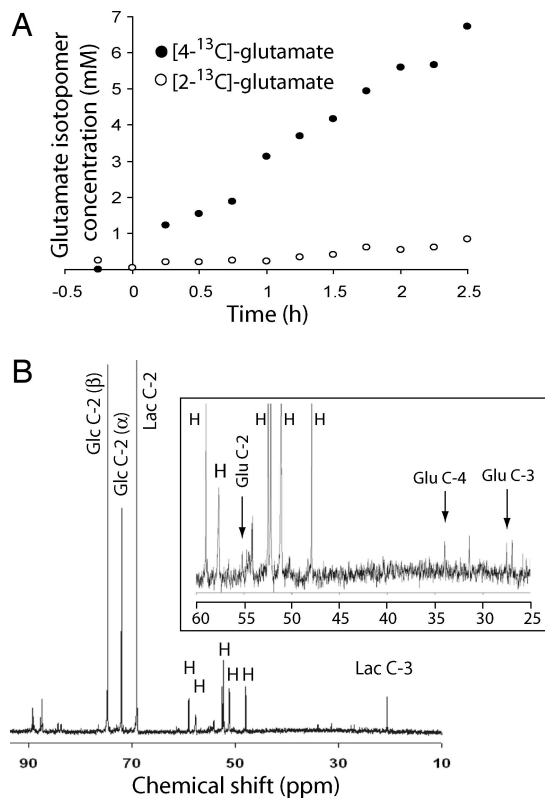 A
Glutamate isotopomer
concentration (mM)
7
6
5
4
3
2
1
● [4-¹³C]-glutamate
○ [2-¹³C]-glutamate
-0.5 0 0.5 1 1.5 2 2.5
Time (h)
B
Glc C-2 (β)
Glc C-2 (α)
Lac C-2
H H H H H
Glu C-2
Glu C-4
Glu C-3
60 55 50 45 40 35 30 25
H H H H H
Lac C-3
90 70 50 30 10
Chemical shift (ppm)